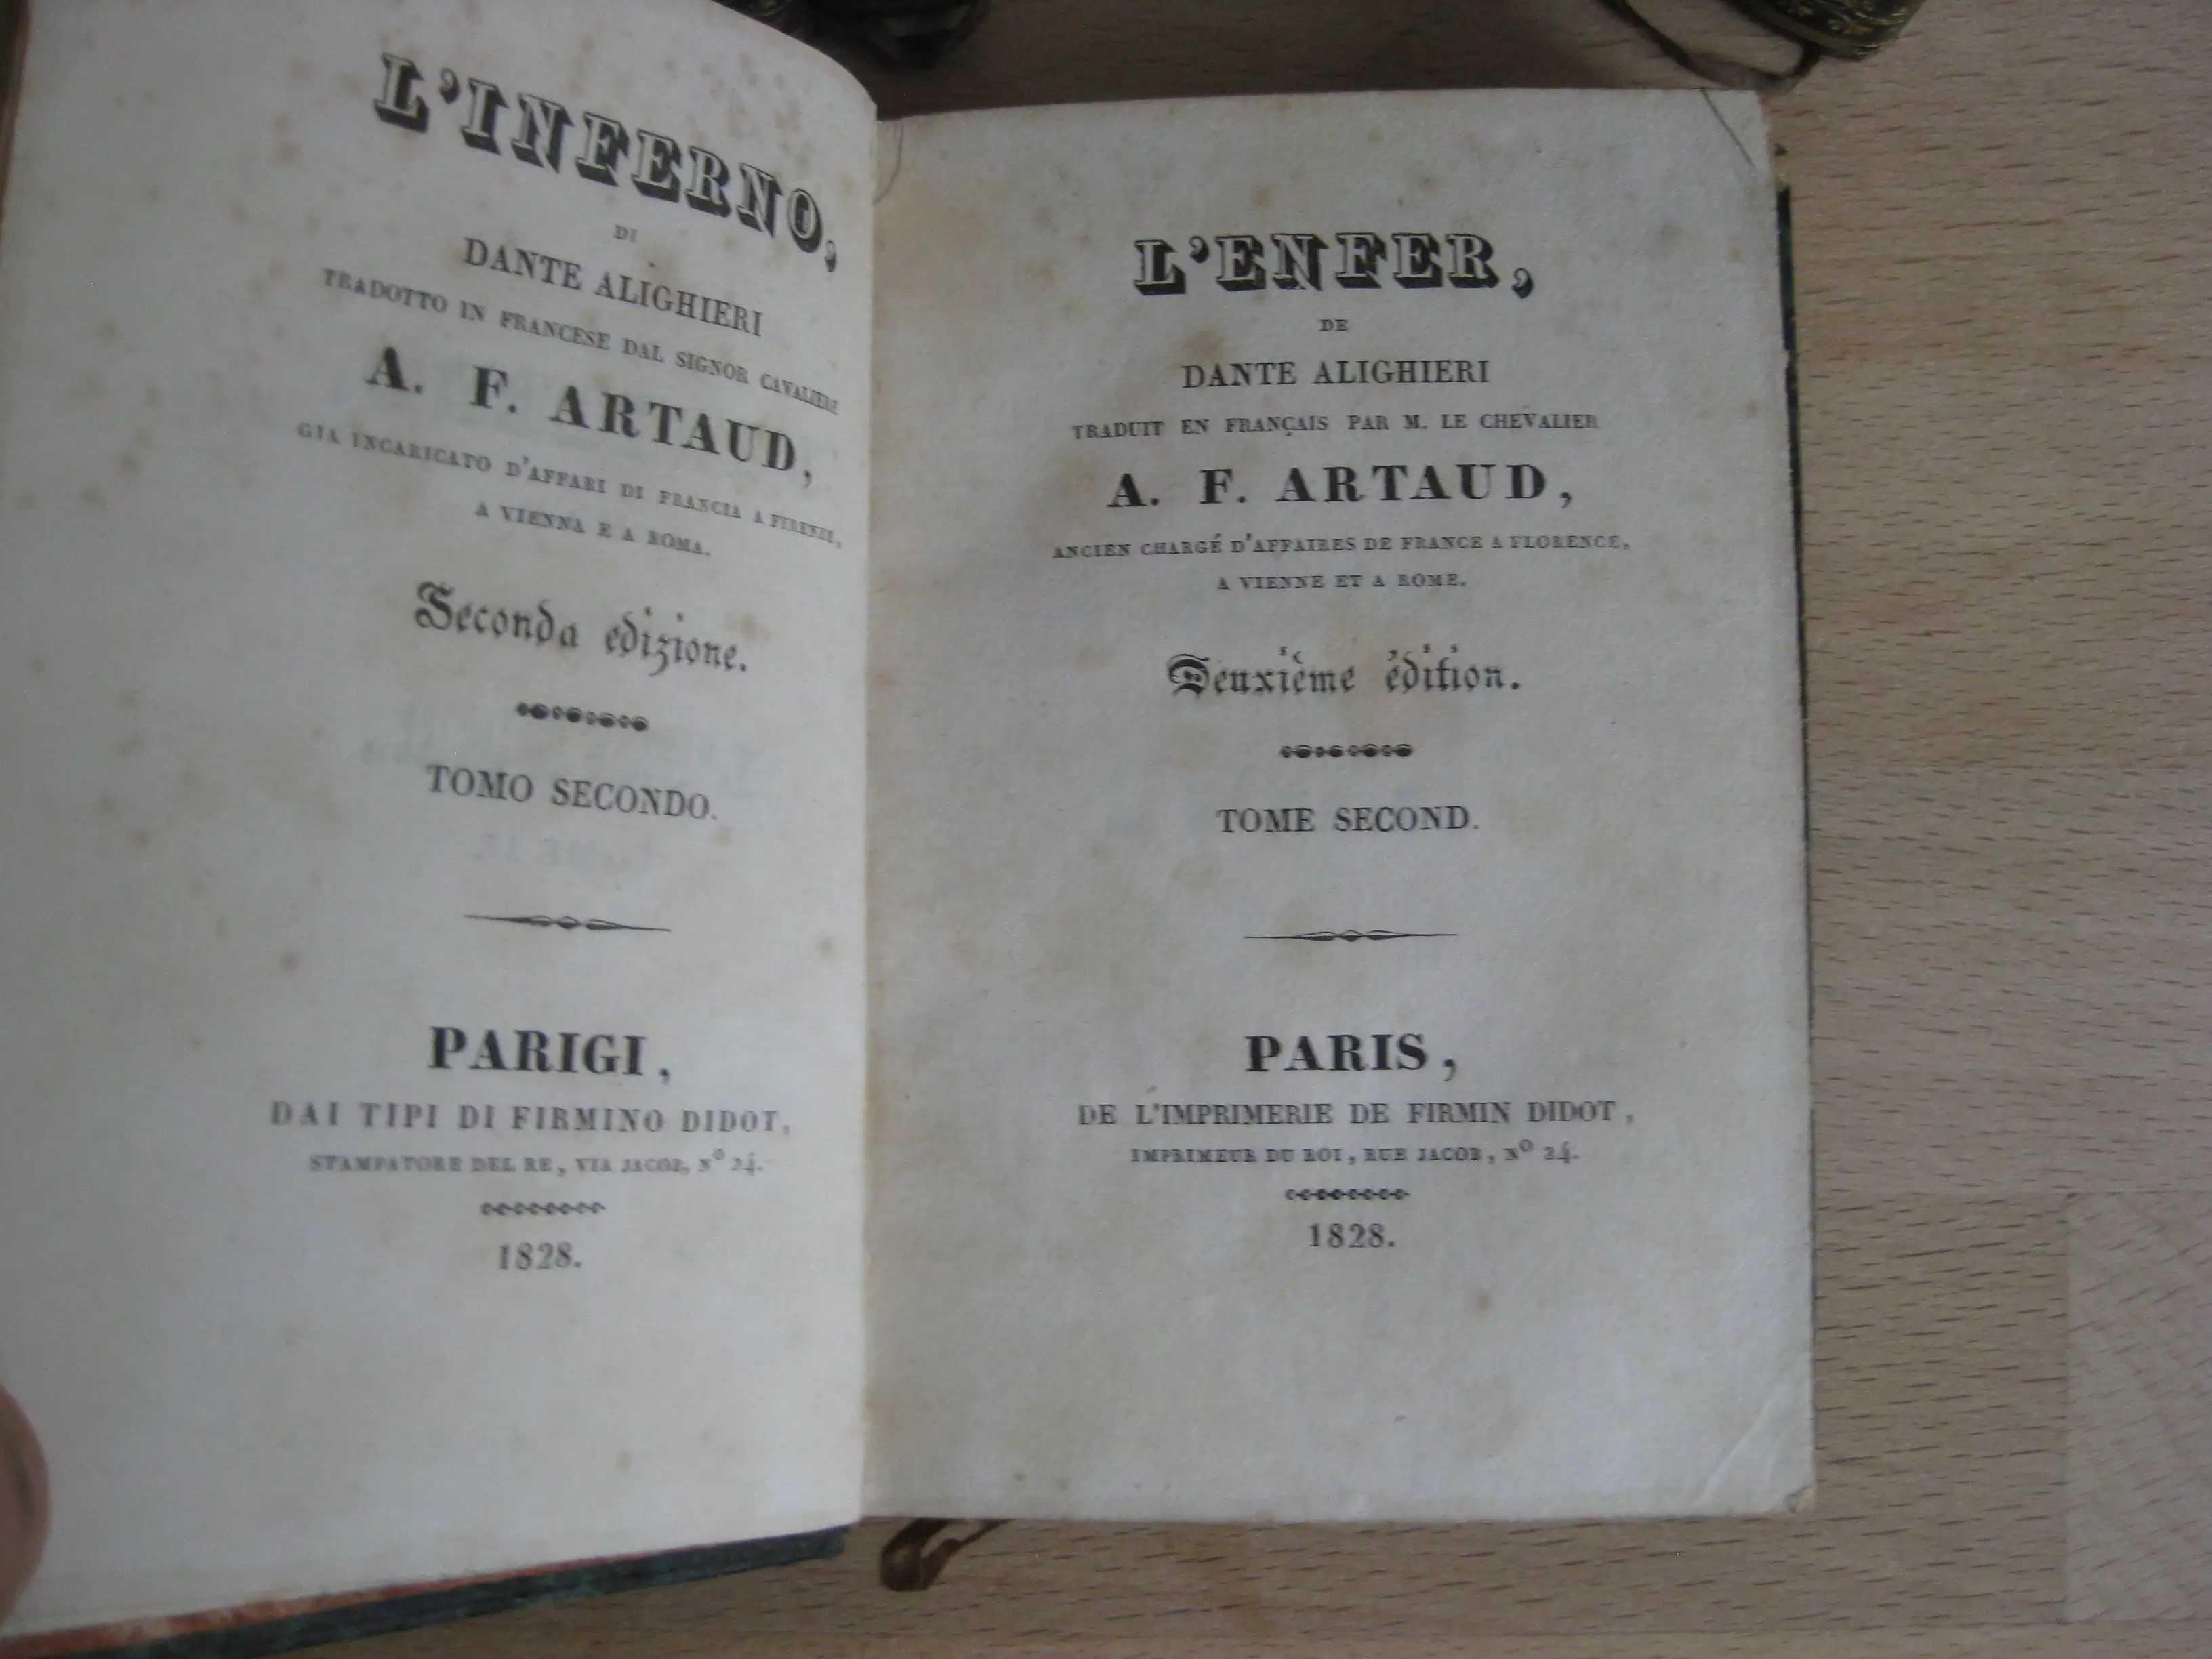 L'INFERNO,
DI
DANTE ALIGHIERI
TRADOTTO IN FRANCESE DAL SIGNOR CAVALIERE
A. F. ARTAUD,
GIA INCARICATO D'AFFARI DI FRANCIA A FIRENZE,
A VIENNA E A ROMA.
Seconda edizione.
TOMO SECONDO.
PARIGI,
DAI TIPI DI FIRMINO DIDOT,
STAMPATORE DEL RE, VIA JACOB, No 24.
1828.
L'ENFER,
DE
DANTE ALIGHIERI
TRADUIT EN FRANÇAIS PAR M. LE CHEVALIER
A. F. ARTAUD,
ANCIEN CHARGÉ D'AFFAIRES DE FRANCE A FLORENCE,
A VIENNE ET A ROME.
Deuxième édition.
TOME SECOND.
PARIS,
DE L'IMPRIMERIE DE FIRMIN DIDOT,
IMPRIMEUR DU ROI, RUE JACOB, No 24.
1828.